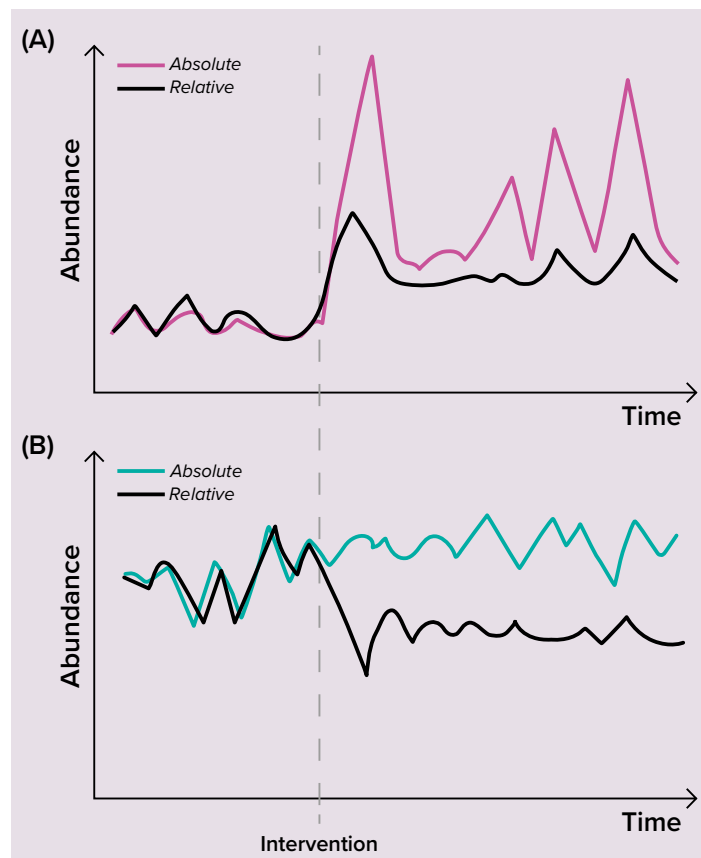 (A)
Absolute
Relative
Abundance
Time
(B)
Absolute
Relative
Abundance
Time
Intervention